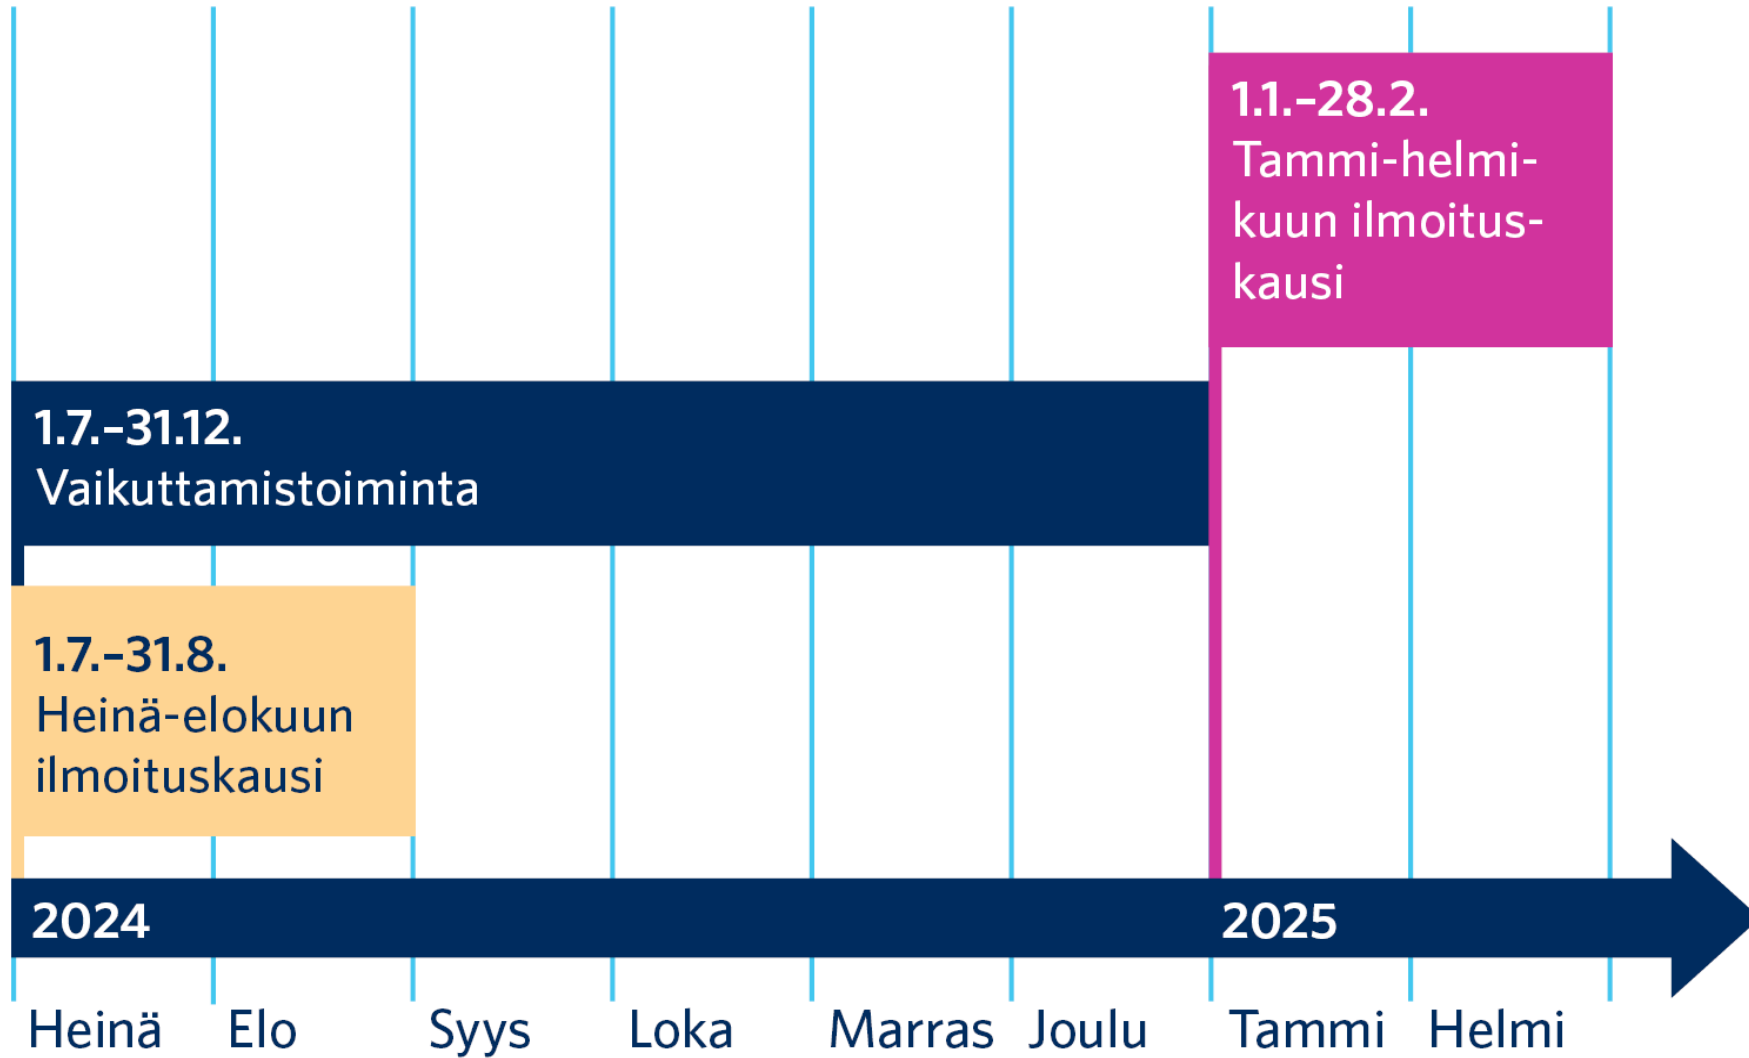 1.1.–28.2.
Tammi-helmi-
kuun ilmoitus-
kausi
1.7.–31.12.
Vaikuttamistoiminta
1.7.–31.8.
Heinä-elokuun
ilmoituskausi
2024 2025
Heinä Elo Syys Loka Marras Joulu Tammi Helmi